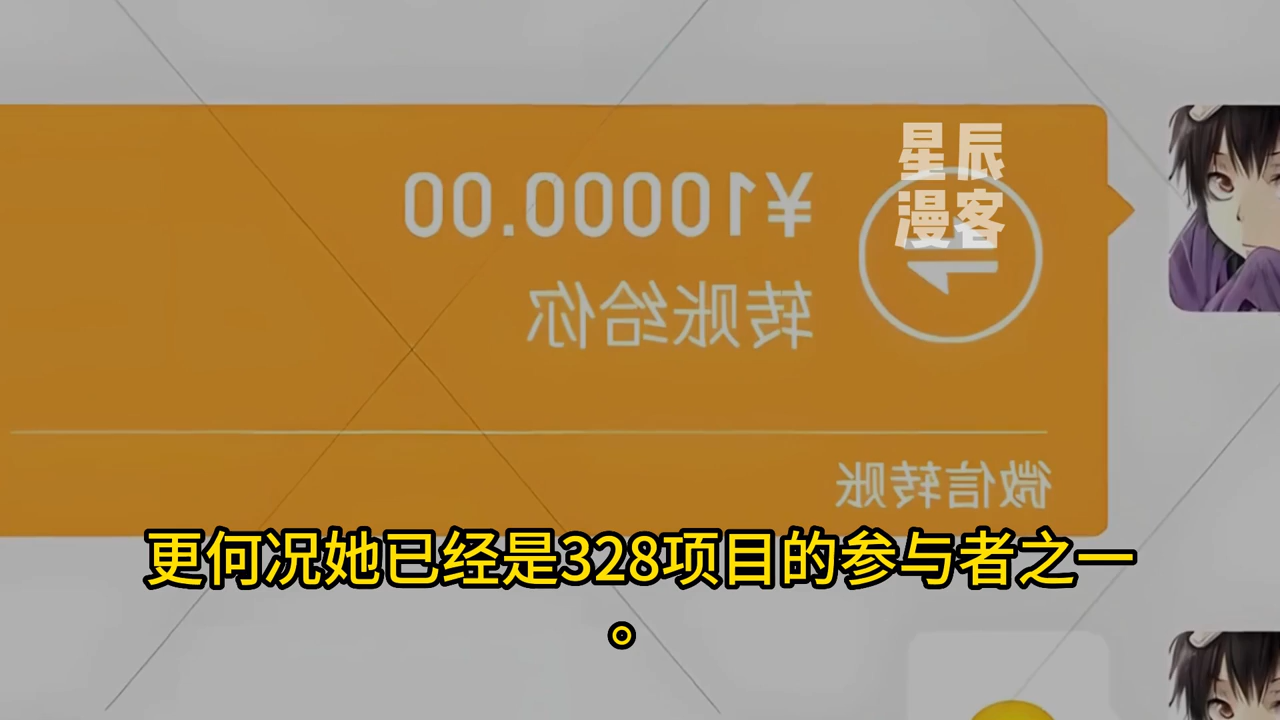 星辰
漫客
¥10000.00
转账给你
微信转账
更何况她已经是328项目的参与者之一
。